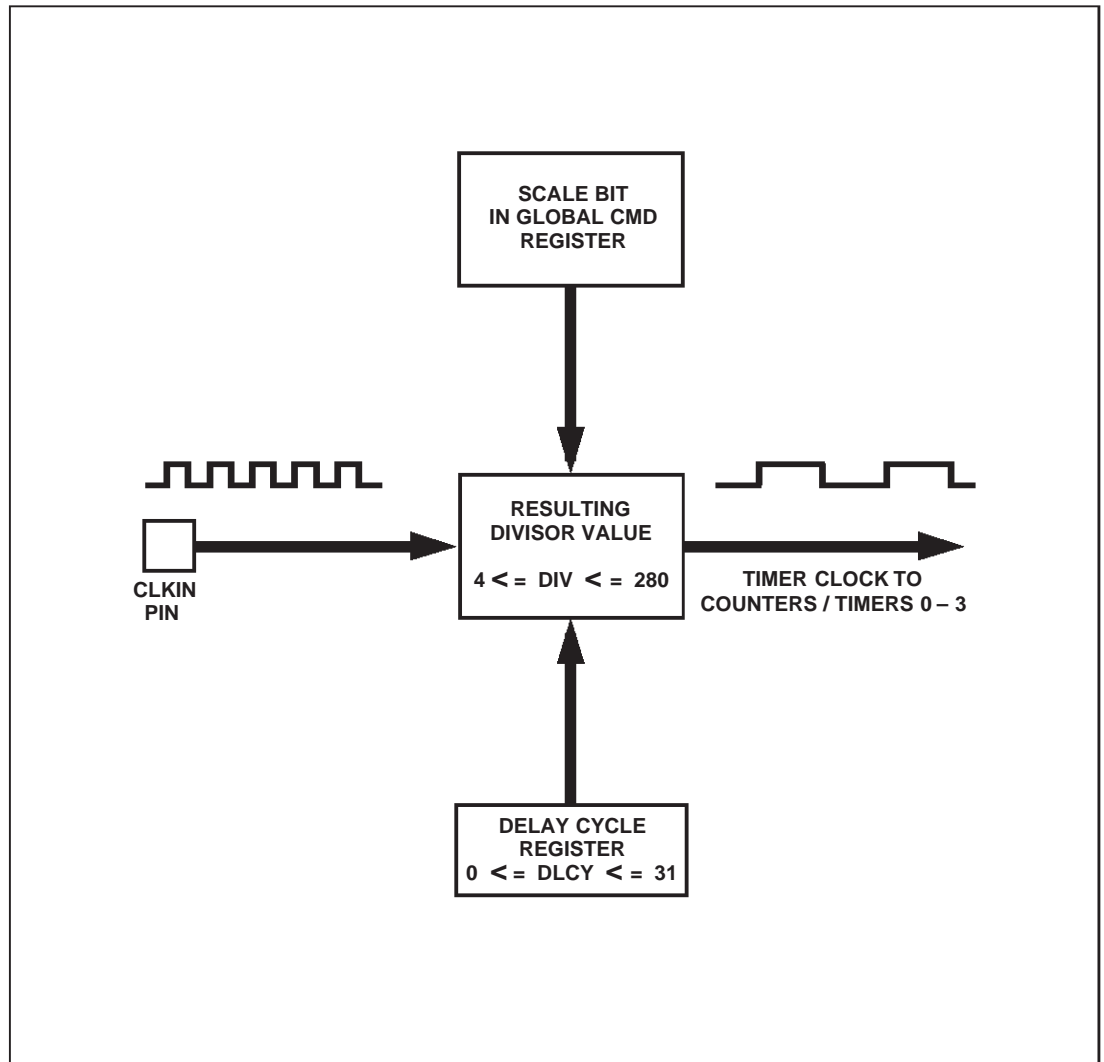 SCALE BIT
IN GLOBAL CMD
REGISTER
RESULTING
DIVISOR VALUE
4 < = DIV < = 280
CLKIN
PIN
TIMER CLOCK TO
COUNTERS / TIMERS 0 – 3
DELAY CYCLE
REGISTER
0 < = DLCY < = 31